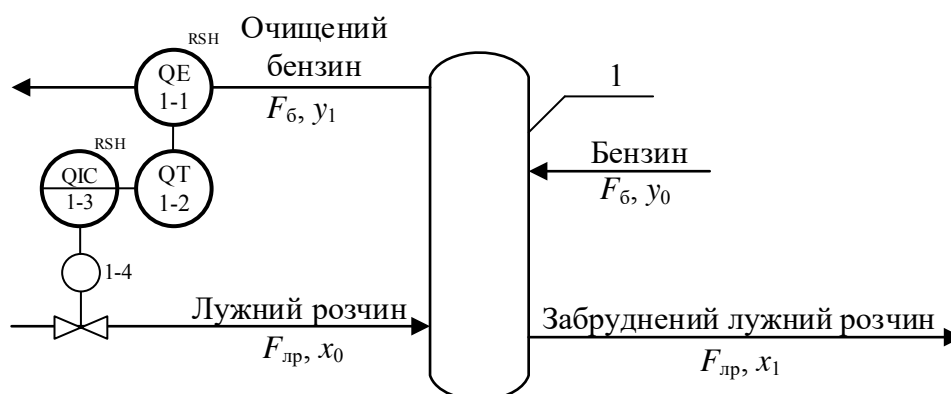 Очищений
бензин
Fб, y1
RSH
QE
1-1
RSH
QIC
1-3
QT
1-2
1-4
1
Бензин
Fб, y0
Лужний розчин
Fлр, x0
Забруднений лужний розчин
Fлр, x1